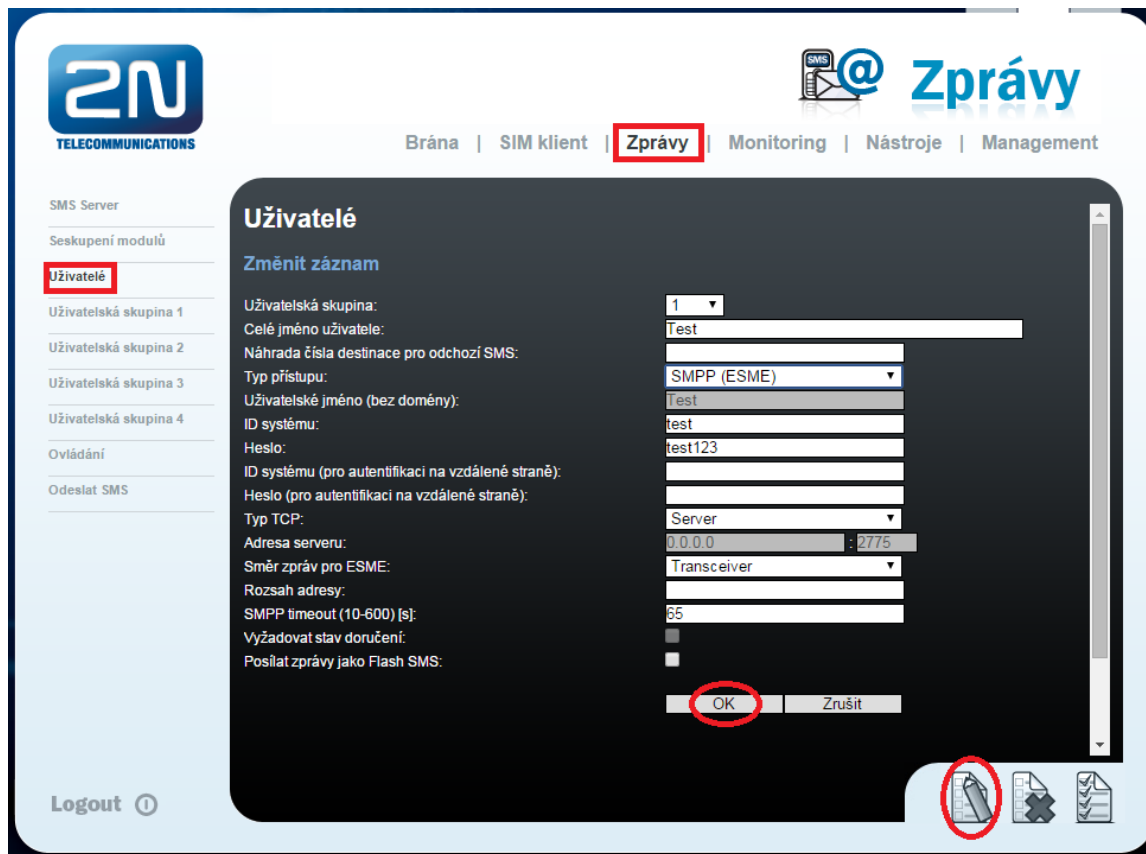 2N
TELECOMMUNICATIONS
SMS
@
Zprávy
Brána | SIM klient | Zprávy | Monitoring | Nástroje | Management
SMS Server
Seskupení modulů
Uživatelé
Uživatelská skupina 1
Uživatelská skupina 2
Uživatelská skupina 3
Uživatelská skupina 4
Ovládání
Odeslat SMS
Uživatelé
Změnit záznam
Uživatelská skupina: 1
Celé jméno uživatele: Test
Náhrada čísla destinace pro odchozí SMS:
Typ přístupu: SMPP (ESME)
Uživatelské jméno (bez domény): Test
ID systému: test
Heslo: test123
ID systému (pro autentifikaci na vzdálené straně):
Heslo (pro autentifikaci na vzdálené straně):
Typ TCP: Server
Adresa serveru: 0.0.0.0 : 2775
Směr zpráv pro ESME: Transceiver
Rozsah adresy:
SMPP timeout (10-600) [s]: 65
Vyžadovat stav doručení:
Posílat zprávy jako Flash SMS:
OK Zrušit
Logout